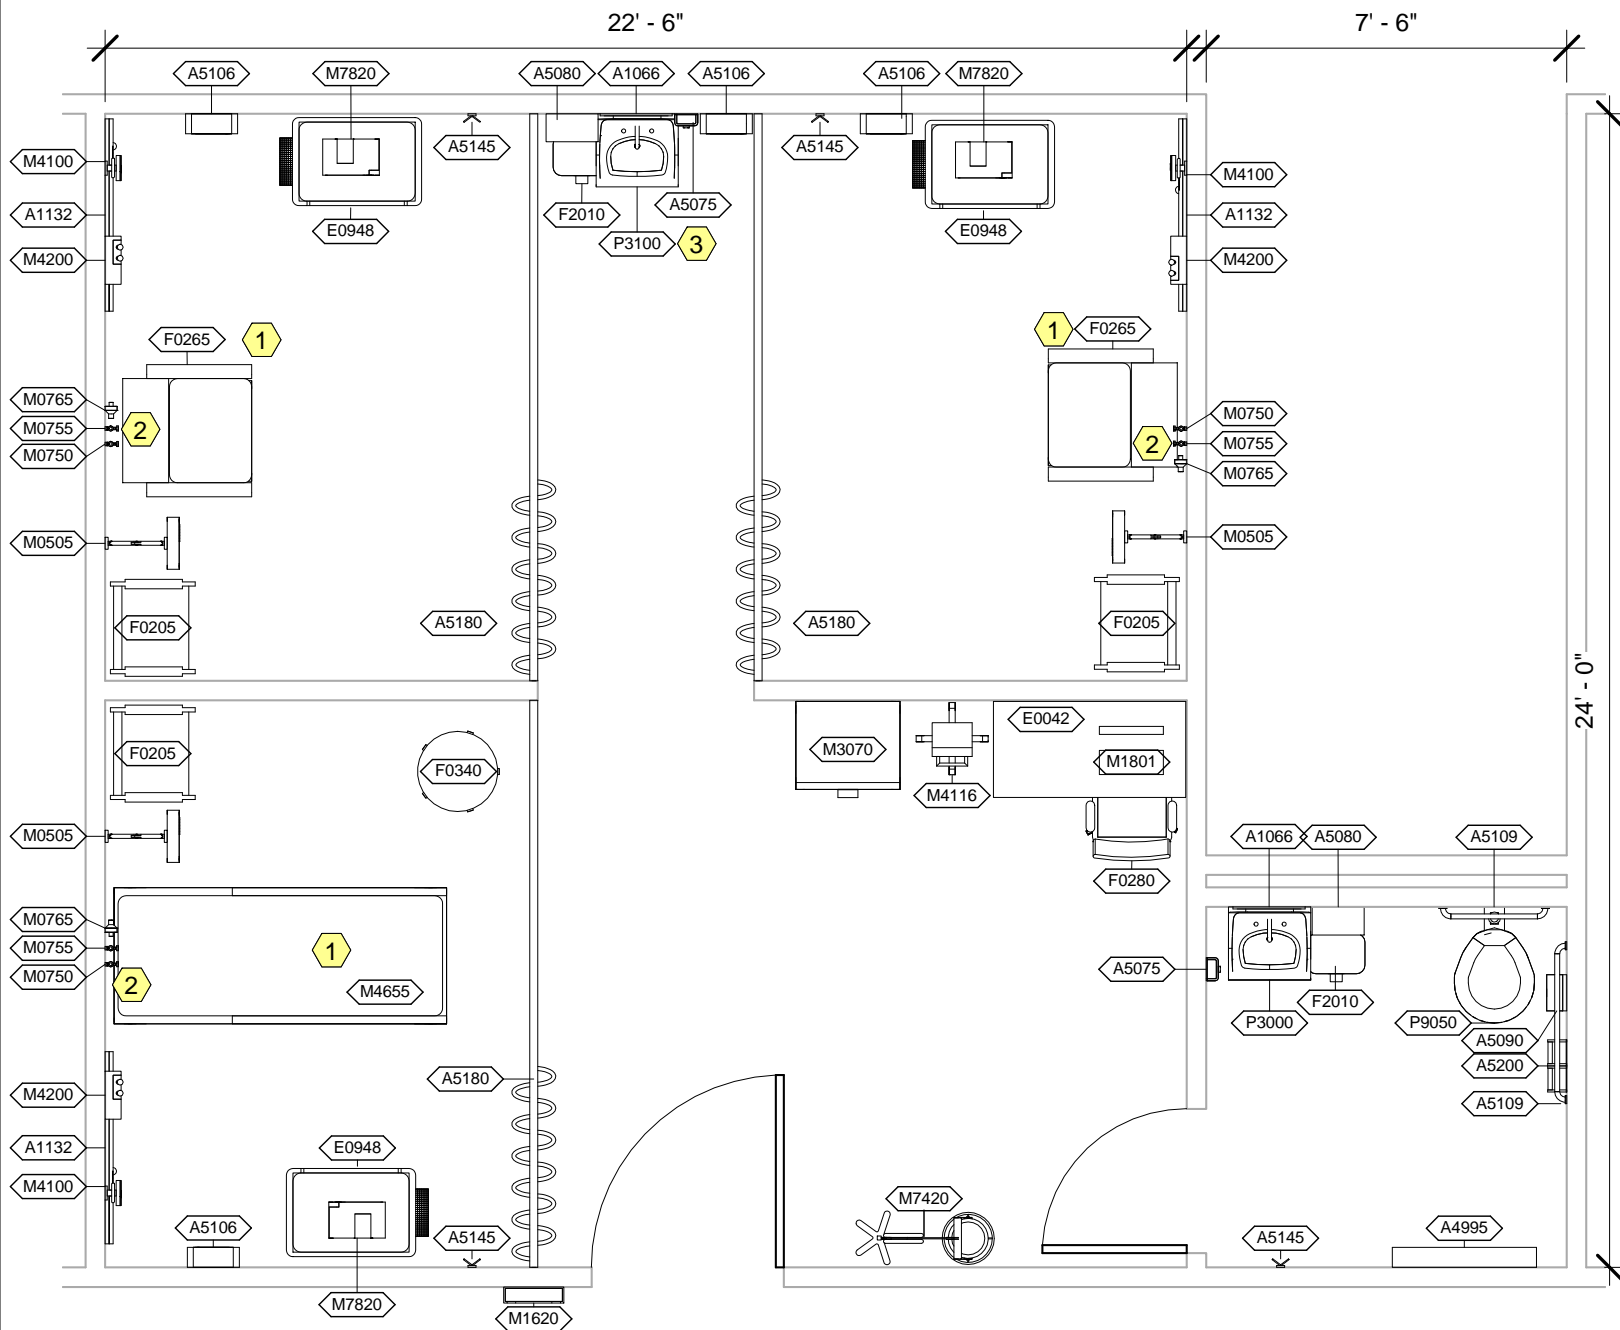 22' - 6"
7' - 6"
A5106
M7820
A5080
A1066
A5106
A5106
M7820
M4100
A5145
A5145
M4100
A1132
F2010
A5075
A1132
E0948
P3100
3
E0948
M4200
M4200
F0265
1
1
F0265
M0765
M0755
2
M0750
M0750
2
M0755
M0765
M0505
M0505
F0205
A5180
A5180
F0205
24' - 0"
F0205
F0340
E0042
M3070
M1801
M4116
M0505
A1066
A5080
A5109
F0280
M0765
M0755
1
M0750
2
M4655
A5075
F2010
P3000
P9050
A5090
A5200
A5109
A5180
M4200
A1132
E0948
M4100
M7420
A5106
A5145
A5145
A4995
M7820
M1620